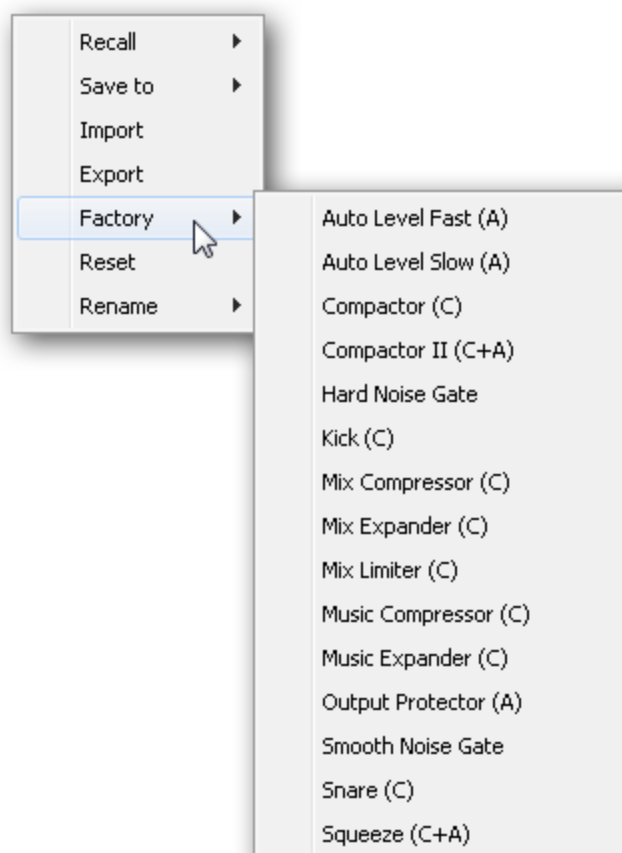 Recall
Save to
Import
Export
Factory
Reset
Rename
Auto Level Fast (A)
Auto Level Slow (A)
Compactor (C)
Compactor II (C+A)
Hard Noise Gate
Kick (C)
Mix Compressor (C)
Mix Expander (C)
Mix Limiter (C)
Music Compressor (C)
Music Expander (C)
Output Protector (A)
Smooth Noise Gate
Snare (C)
Squeeze (C+A)